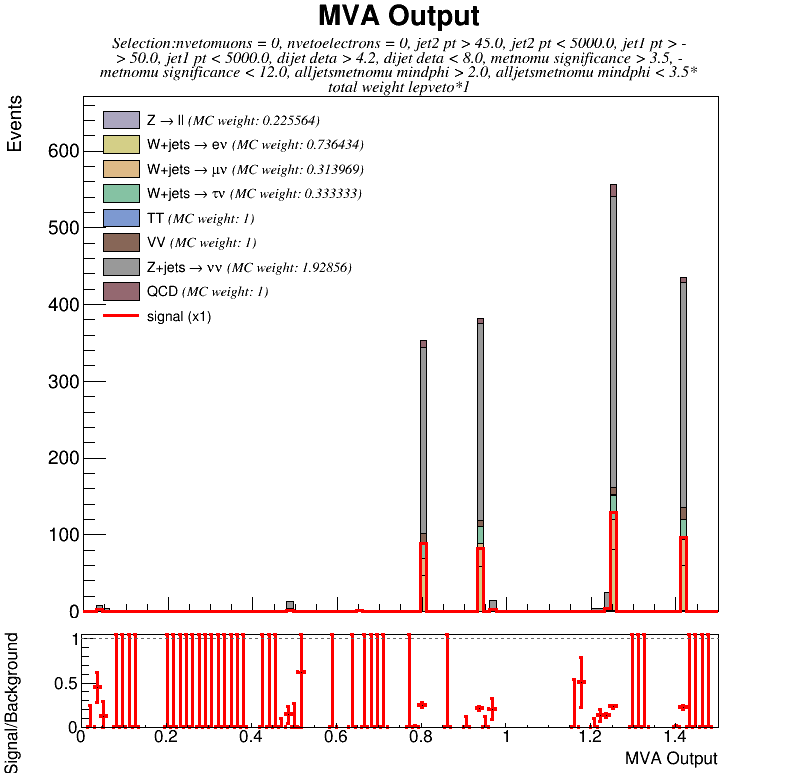 MVA Output
Selection:nvetomuons = 0, nvetoelectrons = 0, jet2 pt > 45.0, jet2 pt < 5000.0, jet1 pt > -
> 50.0, jet1 pt < 5000.0, dijet deta > 4.2, dijet deta < 8.0, metnomu significance > 3.5, -
metnomu significance < 12.0, alljetsmetnomu mindphi > 2.0, alljetsmetnomu mindphi < 3.5*
total weight lepveto*1
Events
600
500
400
300
200
100
0
Z → ll (MC weight: 0.225564)
W+jets → eν (MC weight: 0.736434)
W+jets → μν (MC weight: 0.313969)
W+jets → τν (MC weight: 0.333333)
TT (MC weight: 1)
VV (MC weight: 1)
Z+jets → νν (MC weight: 1.92856)
QCD (MC weight: 1)
signal (x1)
Signal/Background
1
0.5
0
0 0.2 0.4 0.6 0.8 1 1.2 1.4
MVA Output